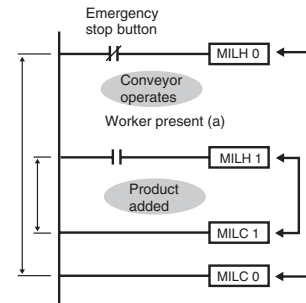 Emergency
stop button
MILH 0
Conveyor
operates
Worker present (a)
MILH 1
Product
added
MILC 1
MILC 0